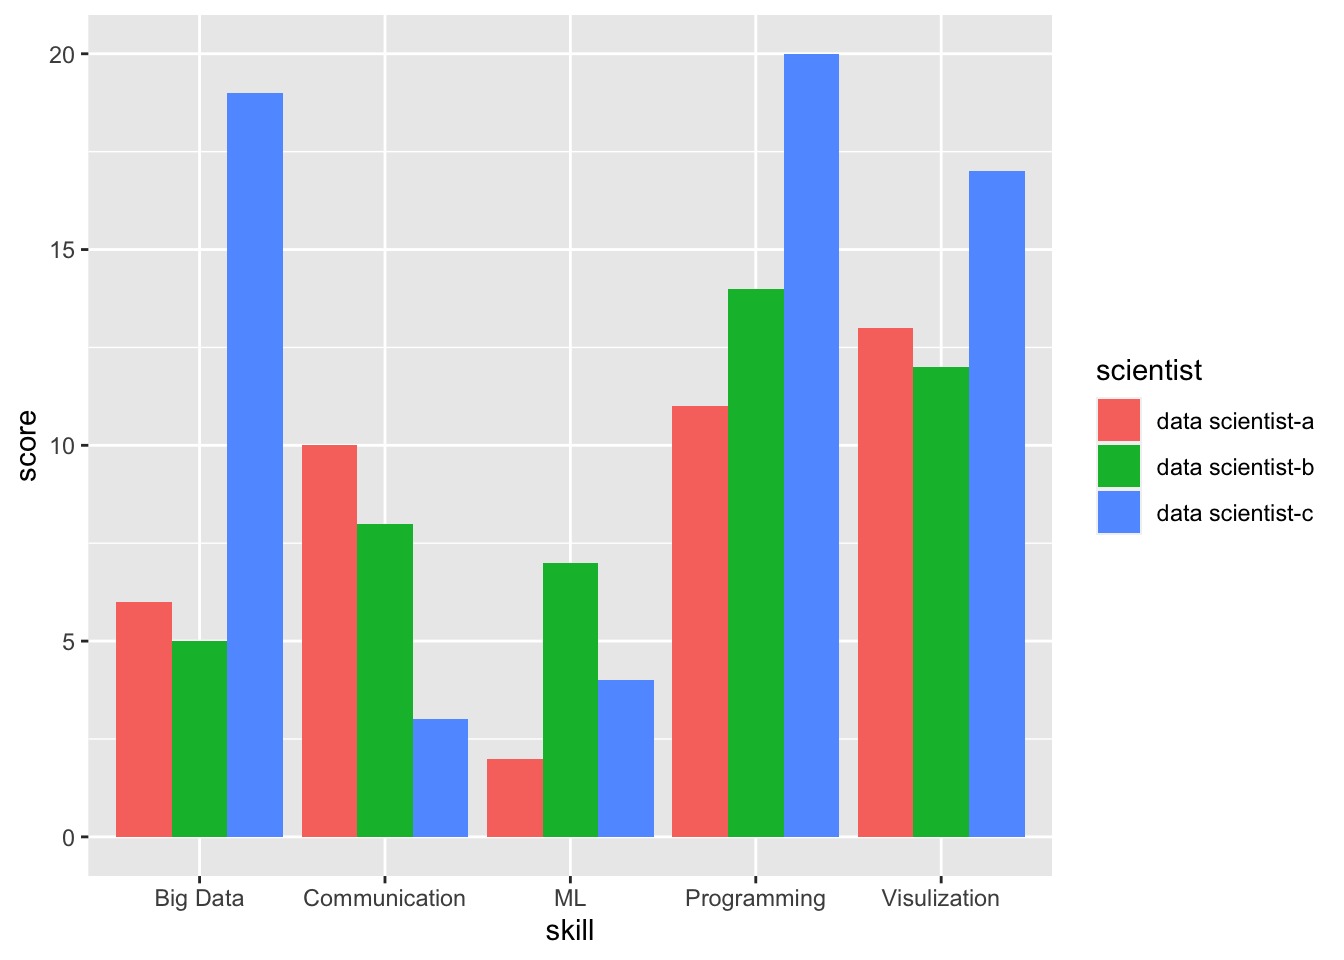 20
15
10
5
0
score
Big Data
Communication
ML
Programming
Visulization
skill
scientist
data scientist-a
data scientist-b
data scientist-c